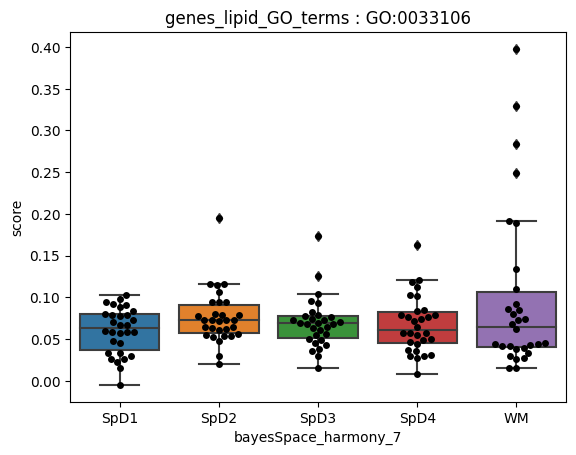 genes_lipid_GO_terms : GO:0033106
0.40
0.35
0.30
0.25
0.20
0.15
0.10
0.05
0.00
score
SpD1 SpD2 SpD3 SpD4 WM
bayesSpace_harmony_7